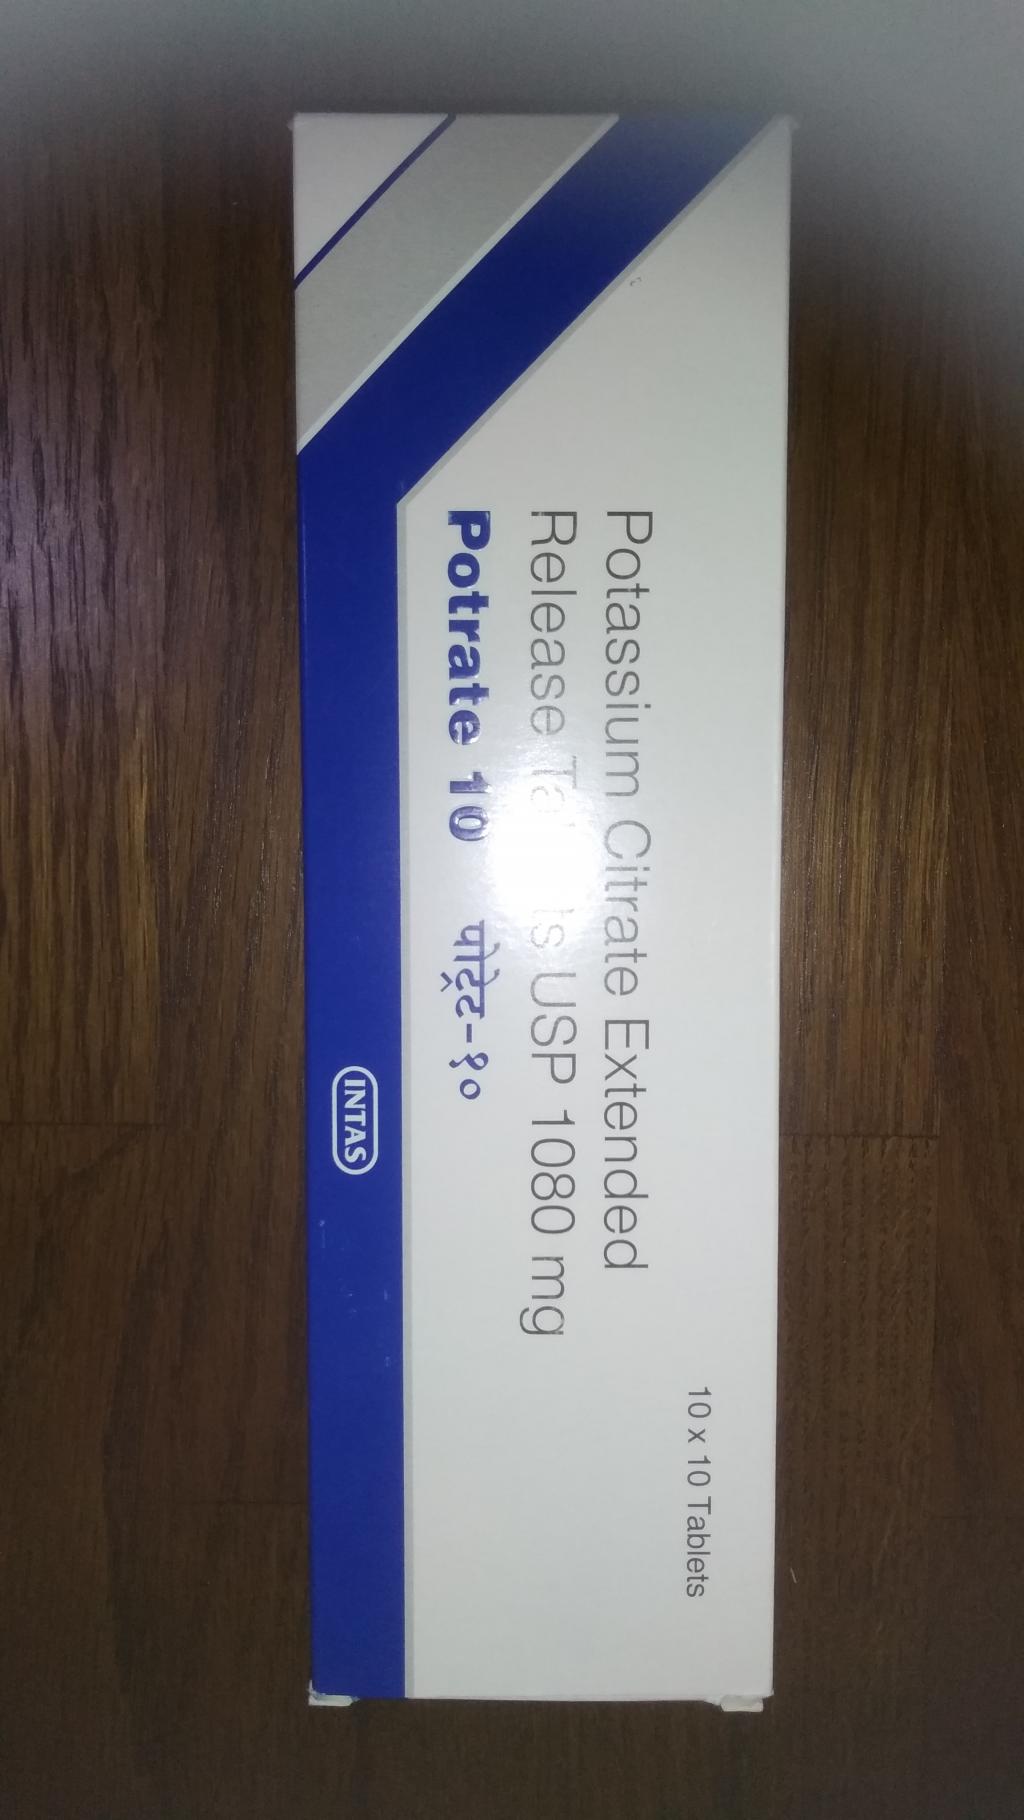 10 x 10 Tablets
Potassium Citrate Extended
Release USP 1080 mg
Potrate 10 पोट्रेट-१०
INTAS